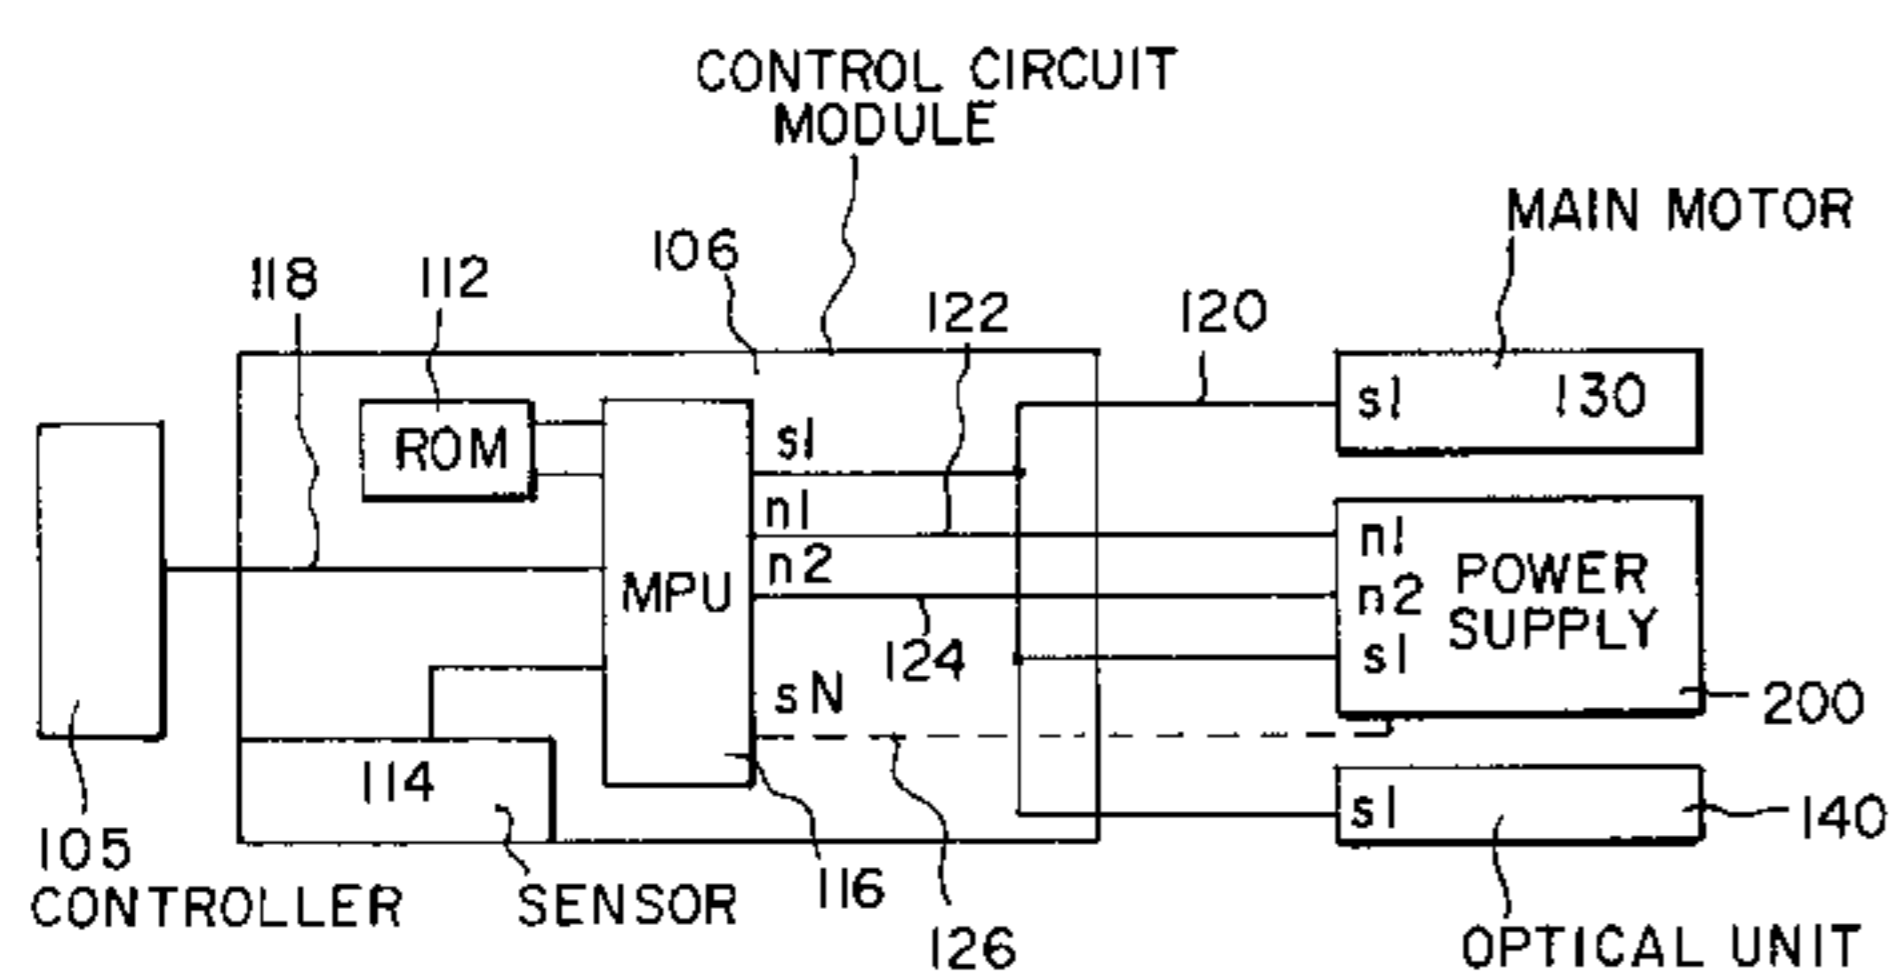 CONTROL CIRCUIT
MODULE
MAIN MOTOR
106
118
112
122
120
s1
130
ROM
s1
n1
n1
n2
MPU
POWER
SUPPLY
n2
124
s1
sN
200
114
s1
140
105
CONTROLLER
SENSOR
116
126
OPTICAL UNIT